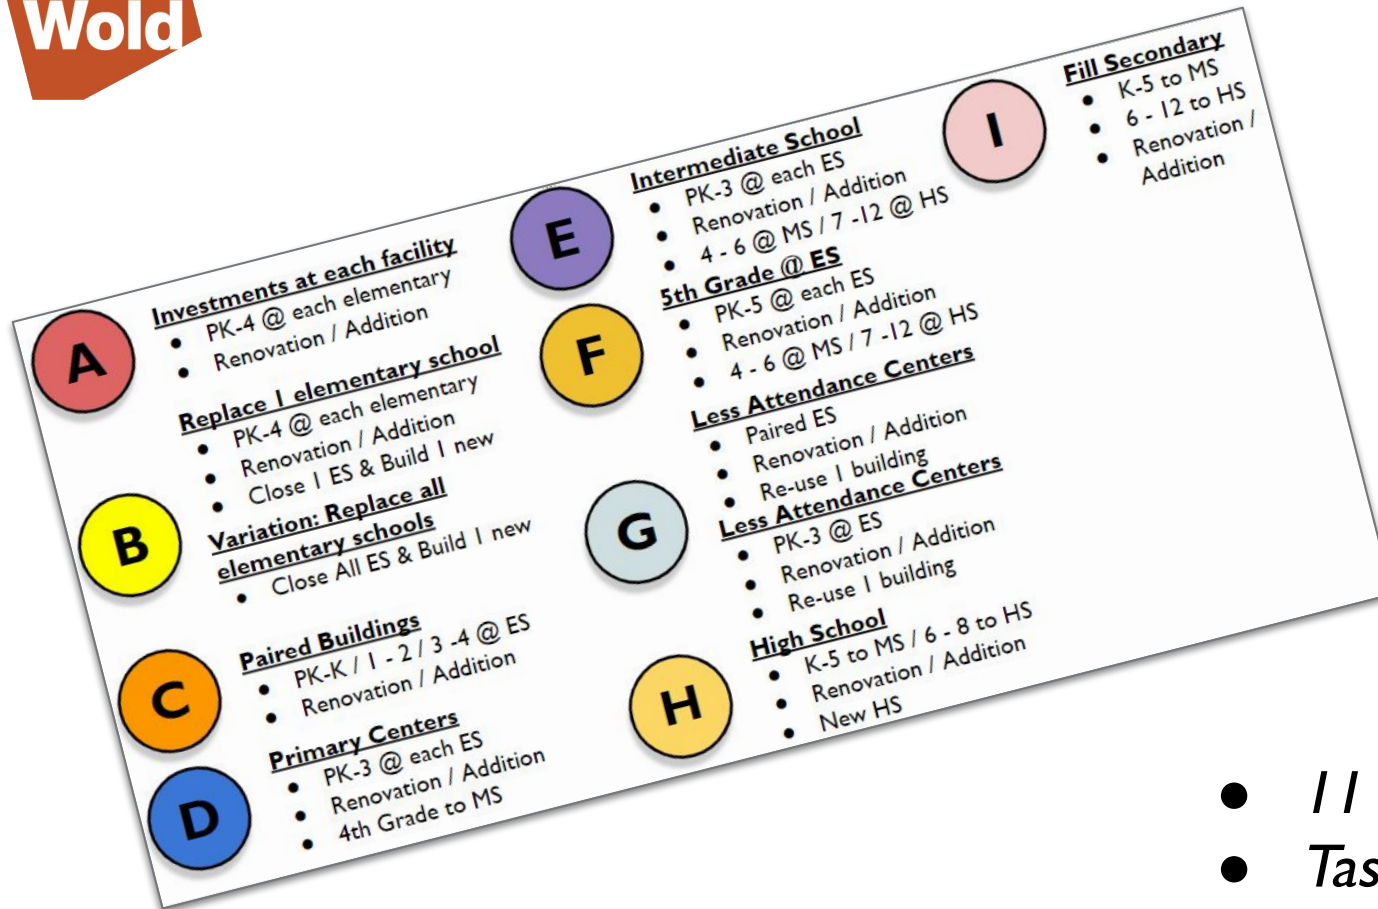 Wold
A
Investments at each facility
● PK-4 @ each elementary
● Renovation / Addition
B
Replace 1 elementary school
● PK-4 @ each elementary
● Renovation / Addition
● Close 1 ES & Build 1 new
Variation: Replace all
elementary schools
● Close All ES & Build 1 new
C
Paired Buildings
● PK-K / 1 - 2 / 3 -4 @ ES
● Renovation / Addition
D
Primary Centers
● PK-3 @ each ES
● Renovation / Addition
● 4th Grade to MS
E
Intermediate School
● PK-3 @ each ES
● Renovation / Addition
● 4 - 6 @ MS / 7 -12 @ HS
F
5th Grade @ ES
● PK-5 @ each ES
● Renovation / Addition
● 4 - 6 @ MS / 7 -12 @ HS
G
Less Attendance Centers
● Paired ES
● Renovation / Addition
● Re-use 1 building
Less Attendance Centers
● PK-3 @ ES
● Renovation / Addition
● Re-use 1 building
H
High School
● K-5 to MS / 6 - 8 to HS
● Renovation / Addition
● New HS
I
Fill Secondary
● K-5 to MS
● 6 - 12 to HS
● Renovation /
Addition
● 11
● Tas